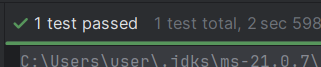 ✓ 1 test passed 1 test total, 2 sec 598
C:\Users\user\.jdks\ms-21.0.7\